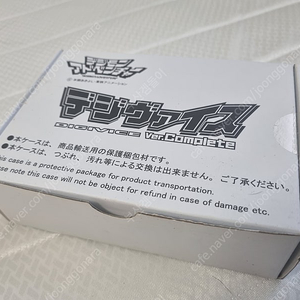 デジモン
アドベンチャー
デジヴァイス
DIGIVICE Ver.Complete
●本ケースは、商品輸送用の保護梱包材です。
●本ケースは、つぶれ、汚れ等による交換は出来ません。ご了承ください。
This case is a protective package for product transportation.
Please note this case will not be object for refund in case of damage etc.